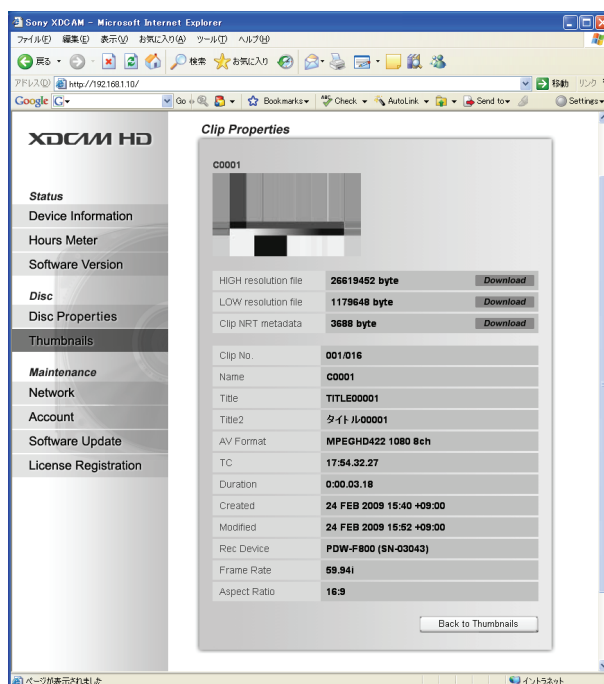 Sony XDCAM - Microsoft Internet Explorer
ファイル(F) 編集(E) 表示(V) お気に入り(A) ツール(T) ヘルプ(H)
戻る 検索 お気に入り
アドレス(D) http://192.168.1.10/ 移動 リンク
Google G Go Bookmarks Check AutoLink Send to Settings
XDCAM HD
Clip Properties
C0001
Status
Device Information
Hours Meter
Software Version
Disc
Disc Properties
Thumbnails
Maintenance
Network
Account
Software Update
License Registration
HIGH resolution file 26619452 byte Download
LOW resolution file 1179648 byte Download
Clip NRT metadata 3688 byte Download
Clip No. 001/016
Name C0001
Title TITLE00001
Title2 タイトル00001
AV Format MPEGHD422 1080 8ch
TC 17:54.32.27
Duration 0:00.03.18
Created 24 FEB 2009 15:40 +09:00
Modified 24 FEB 2009 15:52 +09:00
Rec Device PDW-F800 (SN-03043)
Frame Rate 59.94i
Aspect Ratio 16:9
Back to Thumbnails
ページが表示されました イントラネット